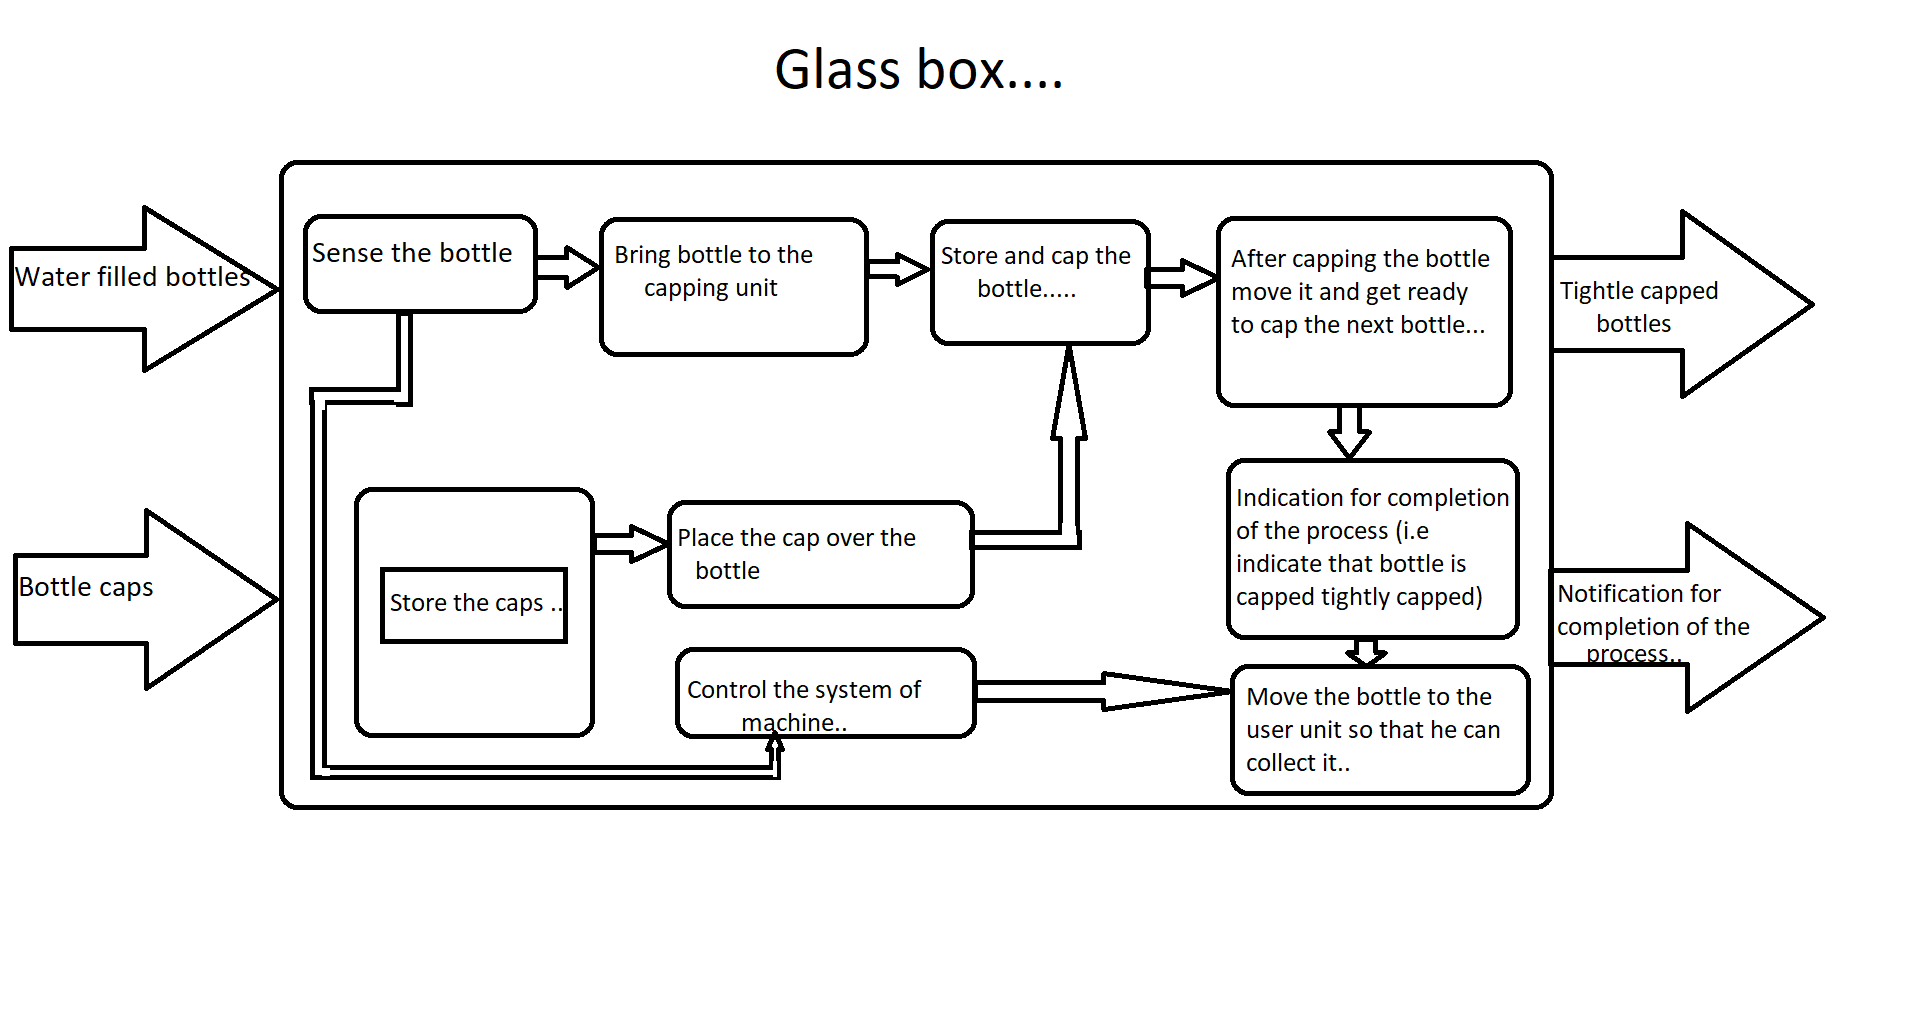 Glass box....
Water filled bottles
Sense the bottle
Bring bottle to the
capping unit
Store and cap the
bottle.....
After capping the bottle
move it and get ready
to cap the next bottle...
Tightle capped
bottles
Bottle caps
Store the caps ..
Place the cap over the
bottle
Indication for completion
of the process (i.e
indicate that bottle is
capped tightly capped)
Notification for
completion of the
process..
Control the system of
machine..
Move the bottle to the
user unit so that he can
collect it..